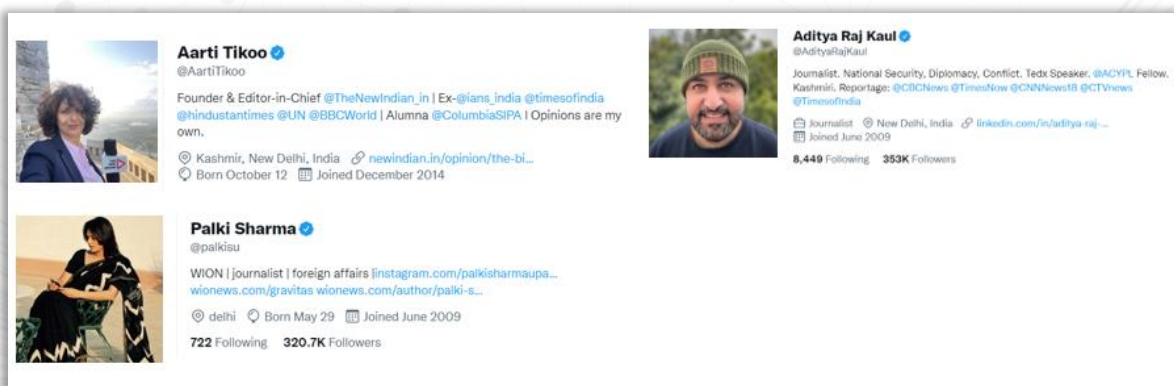 Aarti Tikoo
@AartiTikoo
Founder & Editor-in-Chief @TheNewIndian_in | Ex-@ians_india @timesofindia
@hindustantimes @UN @BBCWorld | Alumna @ColumbiaSIPA I Opinions are my
own.
Kashmir, New Delhi, India newindian.in/opinion/the-bi...
Born October 12 Joined December 2014
Aditya Raj Kaul
@AdityaRajKaul
Journalist. National Security, Diplomacy, Conflict. Tedx Speaker. @ACYPL Fellow.
Kashmiri. Reportage: @CBCNews @TimesNow @CNNNews18 @CTVnews
@TimesofIndia
Journalist New Delhi, India linkedin.com/in/aditya-raj-...
Joined June 2009
8,449 Following 353K Followers
Palki Sharma
@palkisu
WION | journalist | foreign affairs |instagram.com/palkisharmaupa...
wionews.com/gravitas wionews.com/author/palki-s...
delhi Born May 29 Joined June 2009
722 Following 320.7K Followers